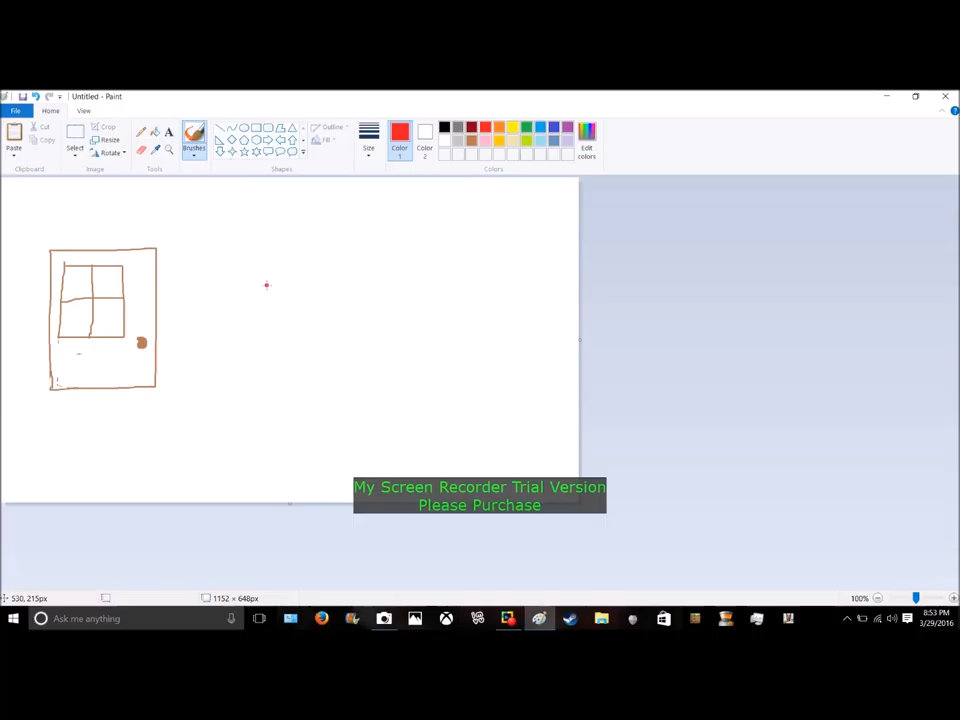 Untitled - Paint
File
Home
View
Paste
Cut
Copy
Clipboard
Select
Crop
Resize
Rotate
Image
A
Tools
Brushes
Outline
Fill
Shapes
Size
Color
1
Color
2
Edit
colors
Colors
My Screen Recorder Trial Version
Please Purchase
530, 215px
1152 × 648px
100%
Ask me anything
8:53 PM
3/29/2016